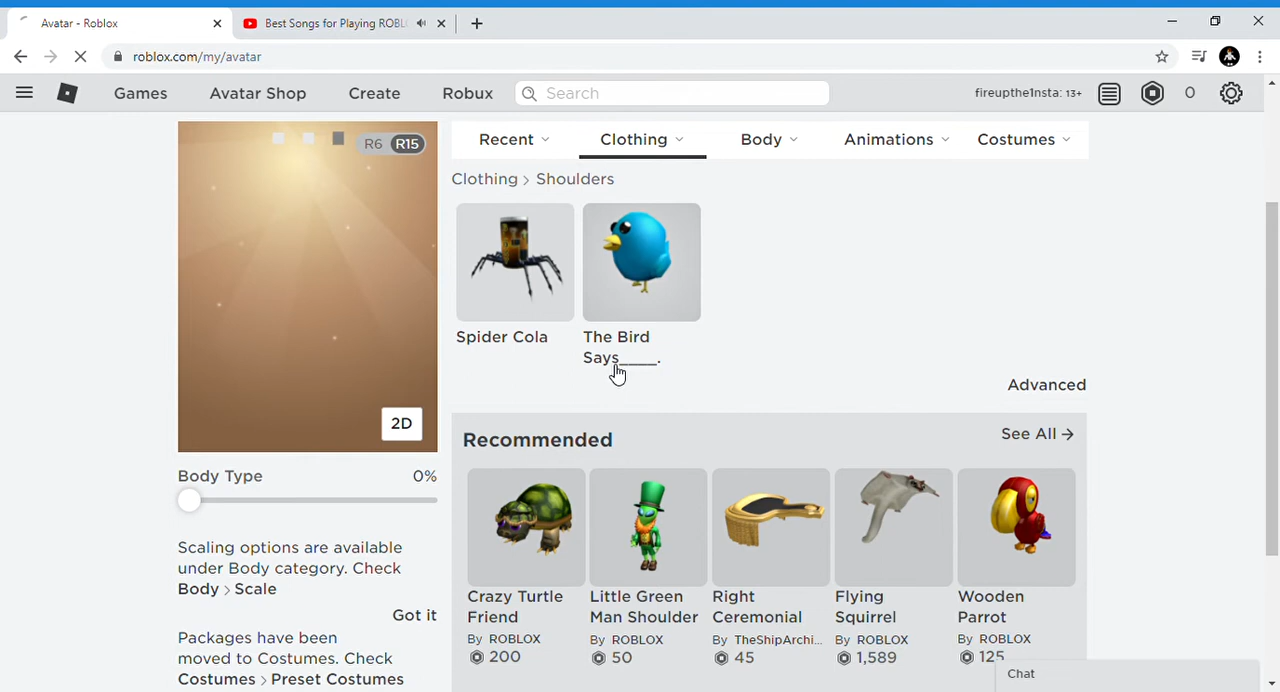 Avatar - Roblox
Best Songs for Playing ROBL
roblox.com/my/avatar
Games
Avatar Shop
Create
Robux
Search
fireupthe1nsta: 13+
0
R6
R15
Recent
Clothing
Body
Animations
Costumes
Clothing > Shoulders
Spider Cola
The Bird
Says____.
2D
Advanced
Recommended
See All →
Body Type
0%
Scaling options are available
under Body category. Check
Body > Scale
Got it
Packages have been
moved to Costumes. Check
Costumes > Preset Costumes
Crazy Turtle
Friend
By ROBLOX
200
Little Green
Man Shoulder
By ROBLOX
50
Right
Ceremonial
By TheShipArchi...
45
Flying
Squirrel
By ROBLOX
1,589
Wooden
Parrot
By ROBLOX
125
Chat